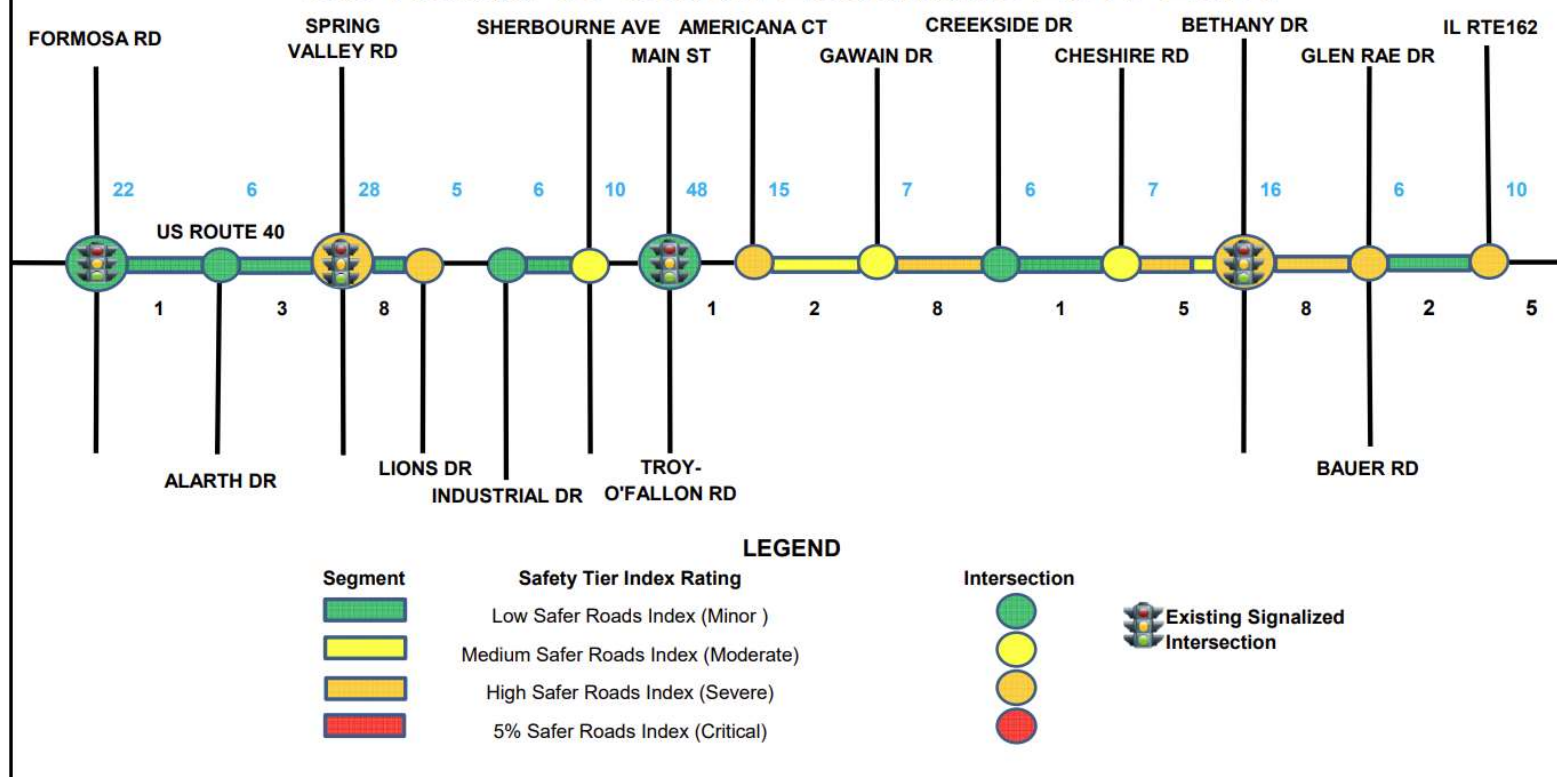 FORMOSA RD
SPRING
VALLEY RD
SHERBOURNE AVE
MAIN ST
AMERICANA CT
GAWAIN DR
CREEKSIDE DR
CHESHIRE RD
BETHANY DR
GLEN RAE DR
IL RTE162
22 6 28 5 6 10 48 15 7 6 7 16 6 10
US ROUTE 40
1 3 8 1 2 8 1 5 8 2 5
ALARTH DR
LIONS DR
INDUSTRIAL DR
TROY-
O'FALLON RD
BAUER RD
LEGEND
Segment Safety Tier Index Rating Intersection
Low Safer Roads Index (Minor )
Medium Safer Roads Index (Moderate)
High Safer Roads Index (Severe)
5% Safer Roads Index (Critical)
Existing Signalized
Intersection